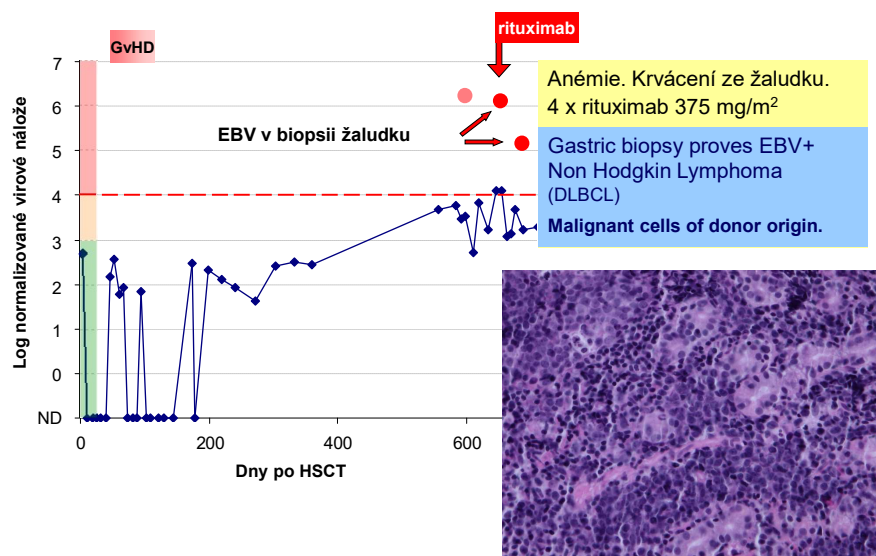 rituximab
GvHD
7
6
5
4
3
2
1
0
ND
Log normalizované virové nálože
EBV v biopsii žaludku
Anémie. Krvácení ze žaludku.
4 x rituximab 375 mg/m²
Gastric biopsy proves EBV+
Non Hodgkin Lymphoma
(DLBCL)
Malignant cells of donor origin.
0
200
400
600
Dny po HSCT